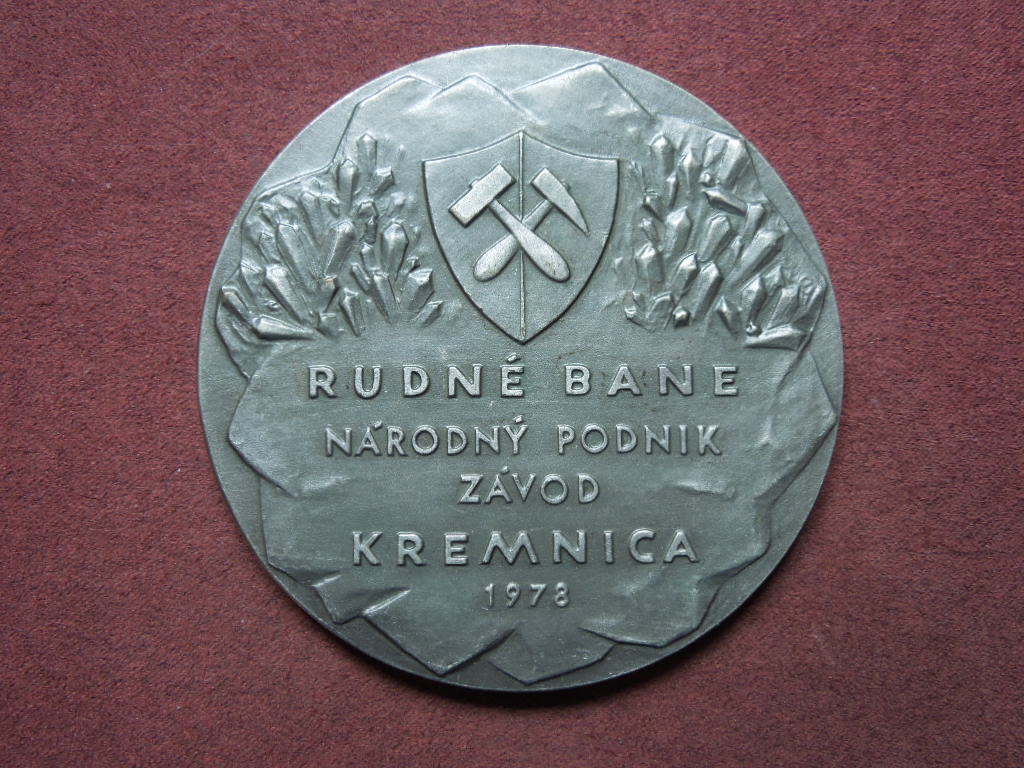 RUDNÉ BANE
NÁRODNÝ PODNIK
ZÁVOD
KREMNICA
1978